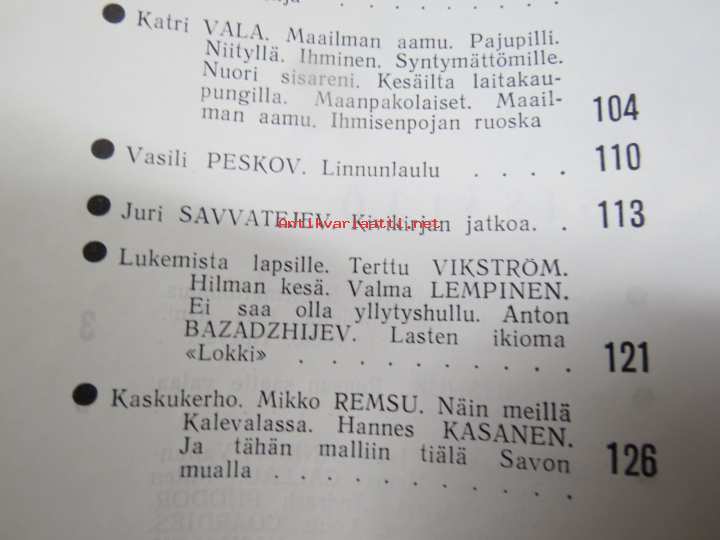 Katri VALA. Maailman aamu. Pajupilli.
Niityllä. Ihminen. Syntymättömille.
Nuori sisareni. Kesäilta laitakau-
pungilla. Maanpakolaiset. Maail-
man aamu. Ihmisenpojan ruoska 104
Vasili PESKOV. Linnunlaulu . . . . 110
Juri SAVVATEJEV. Kivikirjan jatkoa. . 113
Antikvariaatit.net
Lukemista lapsille. Terttu VIKSTRÖM.
Hilman kesä. Valma LEMPINEN.
Ei saa olla yllytyshullu. Anton
BAZADZHIJEV. Lasten ikioma
«Lokki» . . . . . . . . . . 121
Kaskukerho. Mikko REMSU. Näin meillä
Kalevalassa. Hannes KASANEN.
Ja tähän malliin tiälä Savon
mualla . . . . . . . . . . . 126